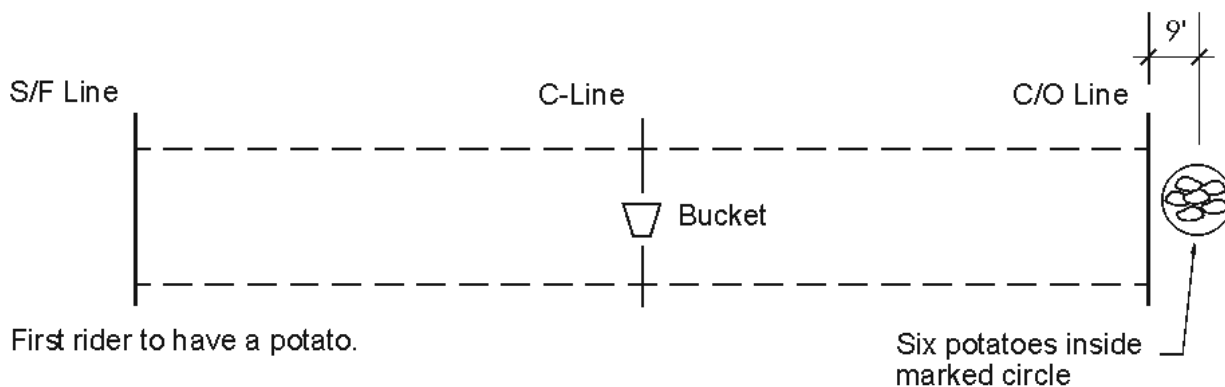 9'
S/F Line
C-Line
C/O Line
Bucket
First rider to have a potato.
Six potatoes inside
marked circle